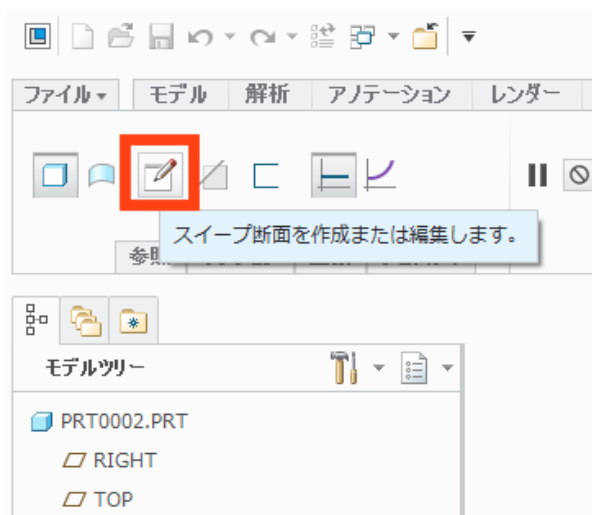 ファイル▾ モデル 解析 アノテーション レンダー
スイープ断面を作成または編集します。
参照
モデルツリー
PRT0002.PRT
RIGHT
TOP